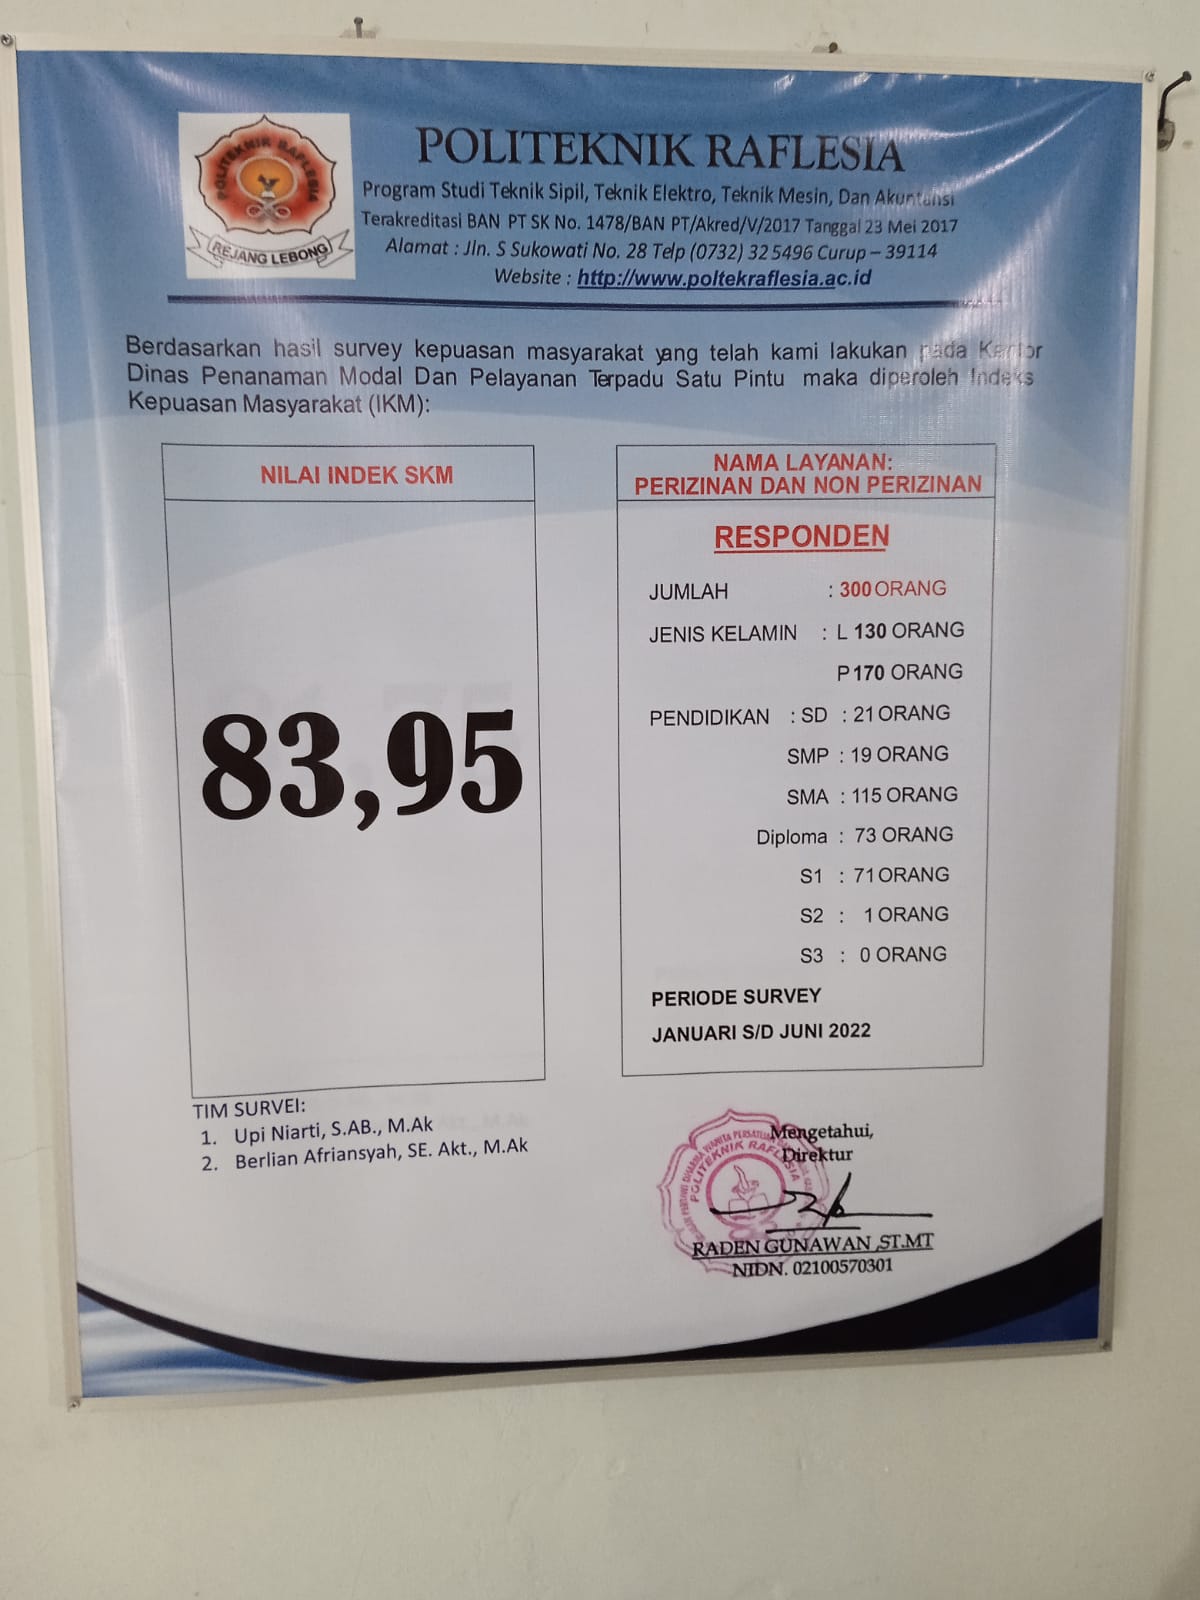 POLITEKNIK RAFLESIA
REJANG LEBONG
POLITEKNIK RAFLESIA
Program Studi Teknik Sipil, Teknik Elektro, Teknik Mesin, Dan Akuntansi
Terakreditasi BAN PT SK No. 1478/BAN PT/Akred/V/2017 Tanggal 23 Mei 2017
Alamat : Jln. S Sukowati No. 28 Telp (0732) 325496 Curup – 39114
Website : http://www.poltekraflesia.ac.id
Berdasarkan hasil survey kepuasan masyarakat yang telah kami lakukan pada Kantor
Dinas Penanaman Modal Dan Pelayanan Terpadu Satu Pintu maka diperoleh Indeks
Kepuasan Masyarakat (IKM):
NILAI INDEK SKM
83,95
NAMA LAYANAN:
PERIZINAN DAN NON PERIZINAN
RESPONDEN
JUMLAH : 300 ORANG
JENIS KELAMIN : L 130 ORANG
P 170 ORANG
PENDIDIKAN : SD : 21 ORANG
SMP : 19 ORANG
SMA : 115 ORANG
Diploma : 73 ORANG
S1 : 71 ORANG
S2 : 1 ORANG
S3 : 0 ORANG
PERIODE SURVEY
JANUARI S/D JUNI 2022
TIM SURVEI:
1. Upi Niarti, S.AB., M.Ak
2. Berlian Afriansyah, SE. Akt., M.Ak
Mengetahui,
Direktur
POLITEKNIK RAFLESIA
RADEN GUNAWAN ,ST.MT
NIDN. 02100570301